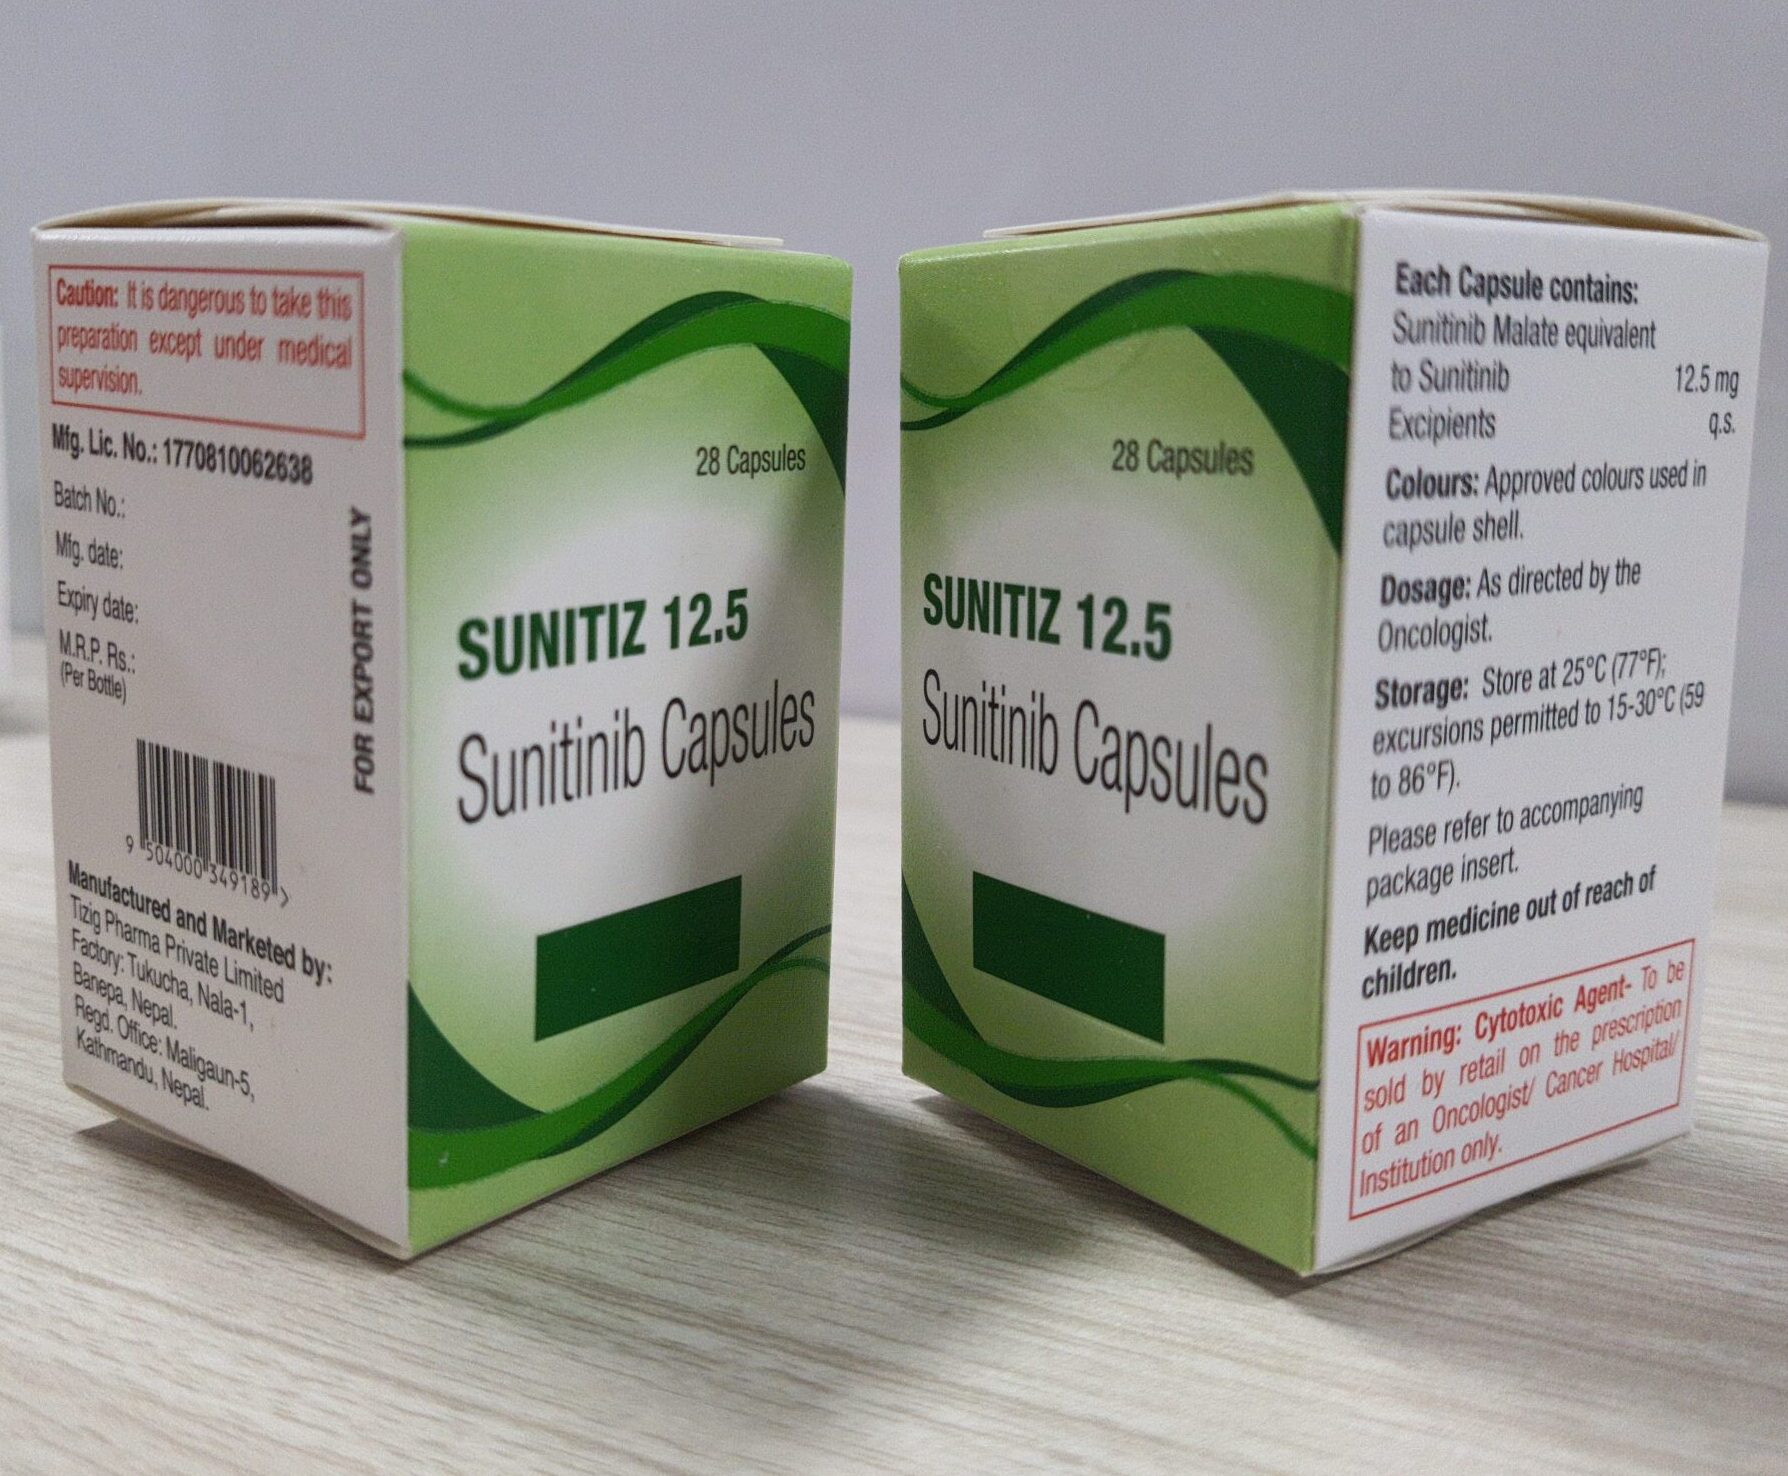 Caution: It is dangerous to take this
preparation except under medical
supervision.
Mfg. Lic. No.: 1770810062638
Batch No.:
Mfg. date:
Expiry date:
M.R.P. Rs.:
(Per Bottle)
FOR EXPORT ONLY
9 504000 349189 >
Manufactured and Marketed by:
Tizig Pharma Private Limited
Factory: Tukucha, Nala-1,
Banepa, Nepal.
Regd. Office: Maligaun-5,
Kathmandu, Nepal.
28 Capsules
SUNITIZ 12.5
Sunitinib Capsules
28 Capsules
SUNITIZ 12.5
Sunitinib Capsules
Each Capsule contains:
Sunitinib Malate equivalent
to Sunitinib 12.5 mg
Excipients q.s.
Colours: Approved colours used in
capsule shell.
Dosage: As directed by the
Oncologist.
Storage: Store at 25°C (77°F);
excursions permitted to 15-30°C (59
to 86°F).
Please refer to accompanying
package insert.
Keep medicine out of reach of
children.
Warning: Cytotoxic Agent- To be
sold by retail on the prescription
of an Oncologist/ Cancer Hospital/
Institution only.